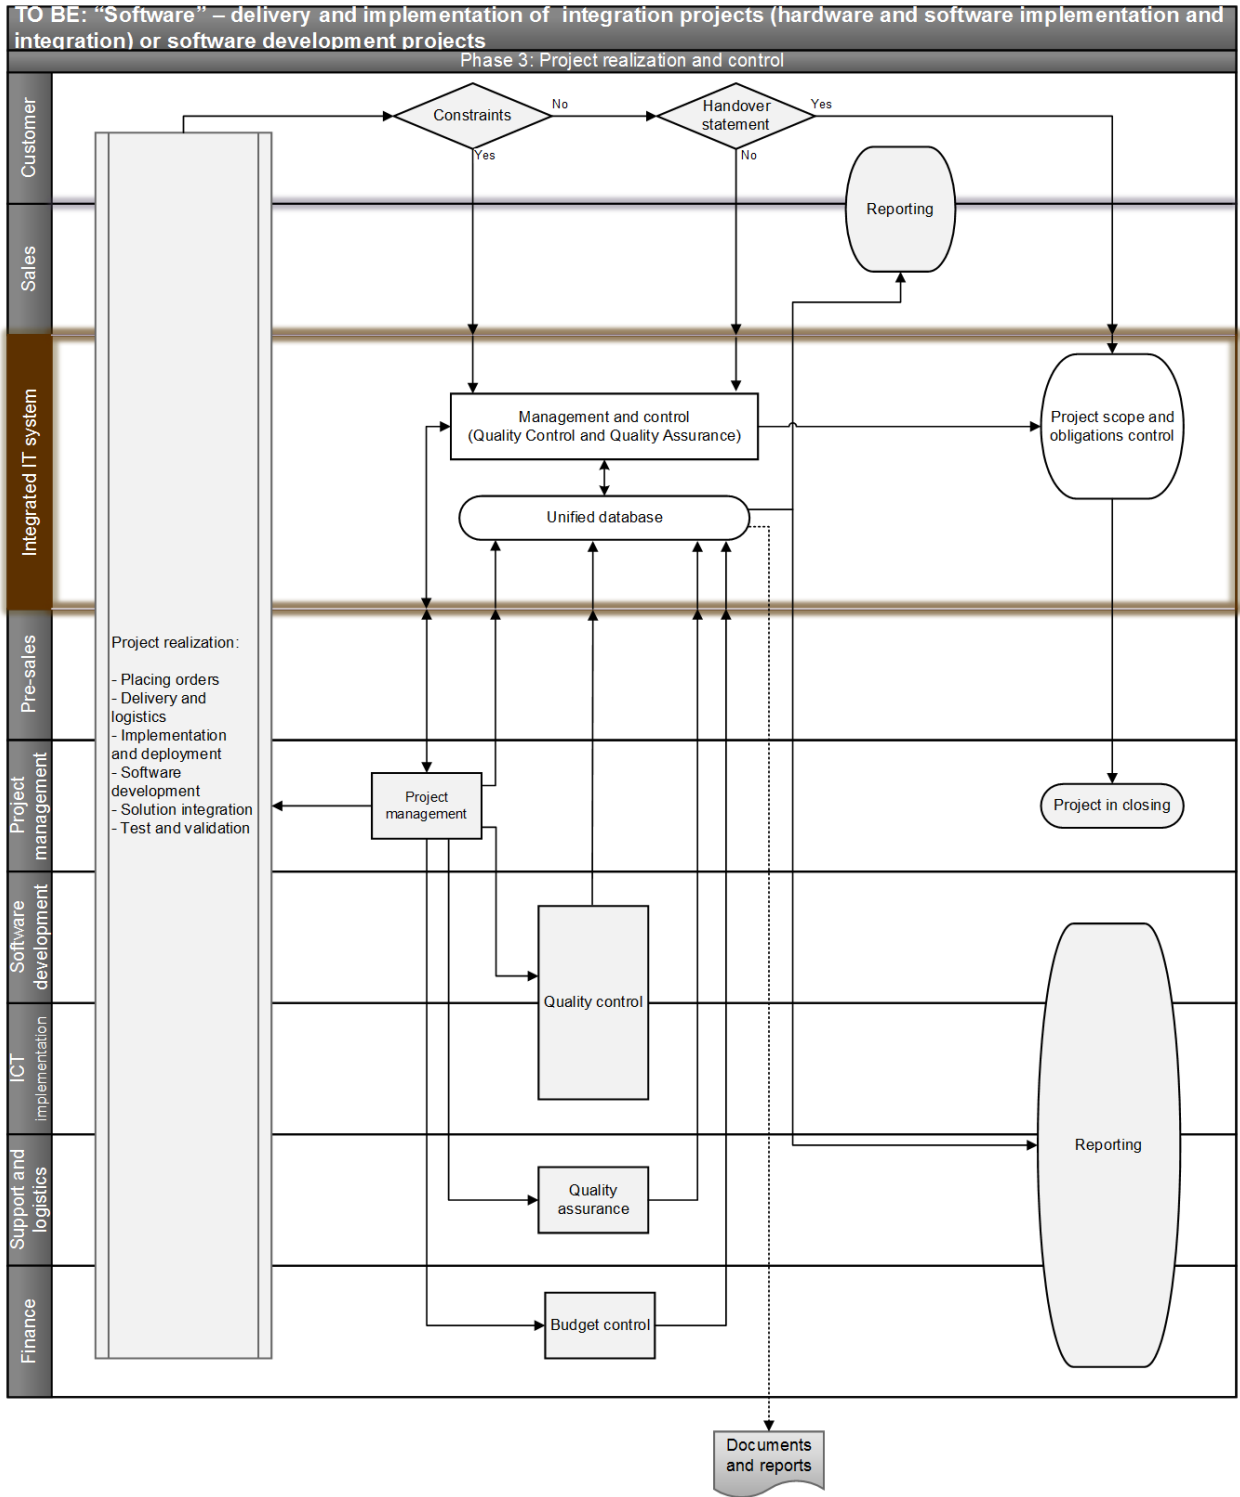 TO BE: “Software” – delivery and implementation of  integration projects (hardware and software implementation and
integration) or software development projects
Phase 3: Project realization and control
Customer
Constraints
No
Yes
Handover
statement
Yes
No
Reporting
Sales
Integrated IT system
Management and control
(Quality Control and Quality Assurance)
Project scope and
obligations control
Unified database
Pre-sales
Project realization:
- Placing orders
- Delivery and
logistics
- Implementation
and deployment
- Software
development
- Solution integration
- Test and validation
Project
management
Project
management
Project in closing
Software
development
Quality control
ICT
implementation
Reporting
Support and
logistics
Quality
assurance
Finance
Budget control
Documents
and reports